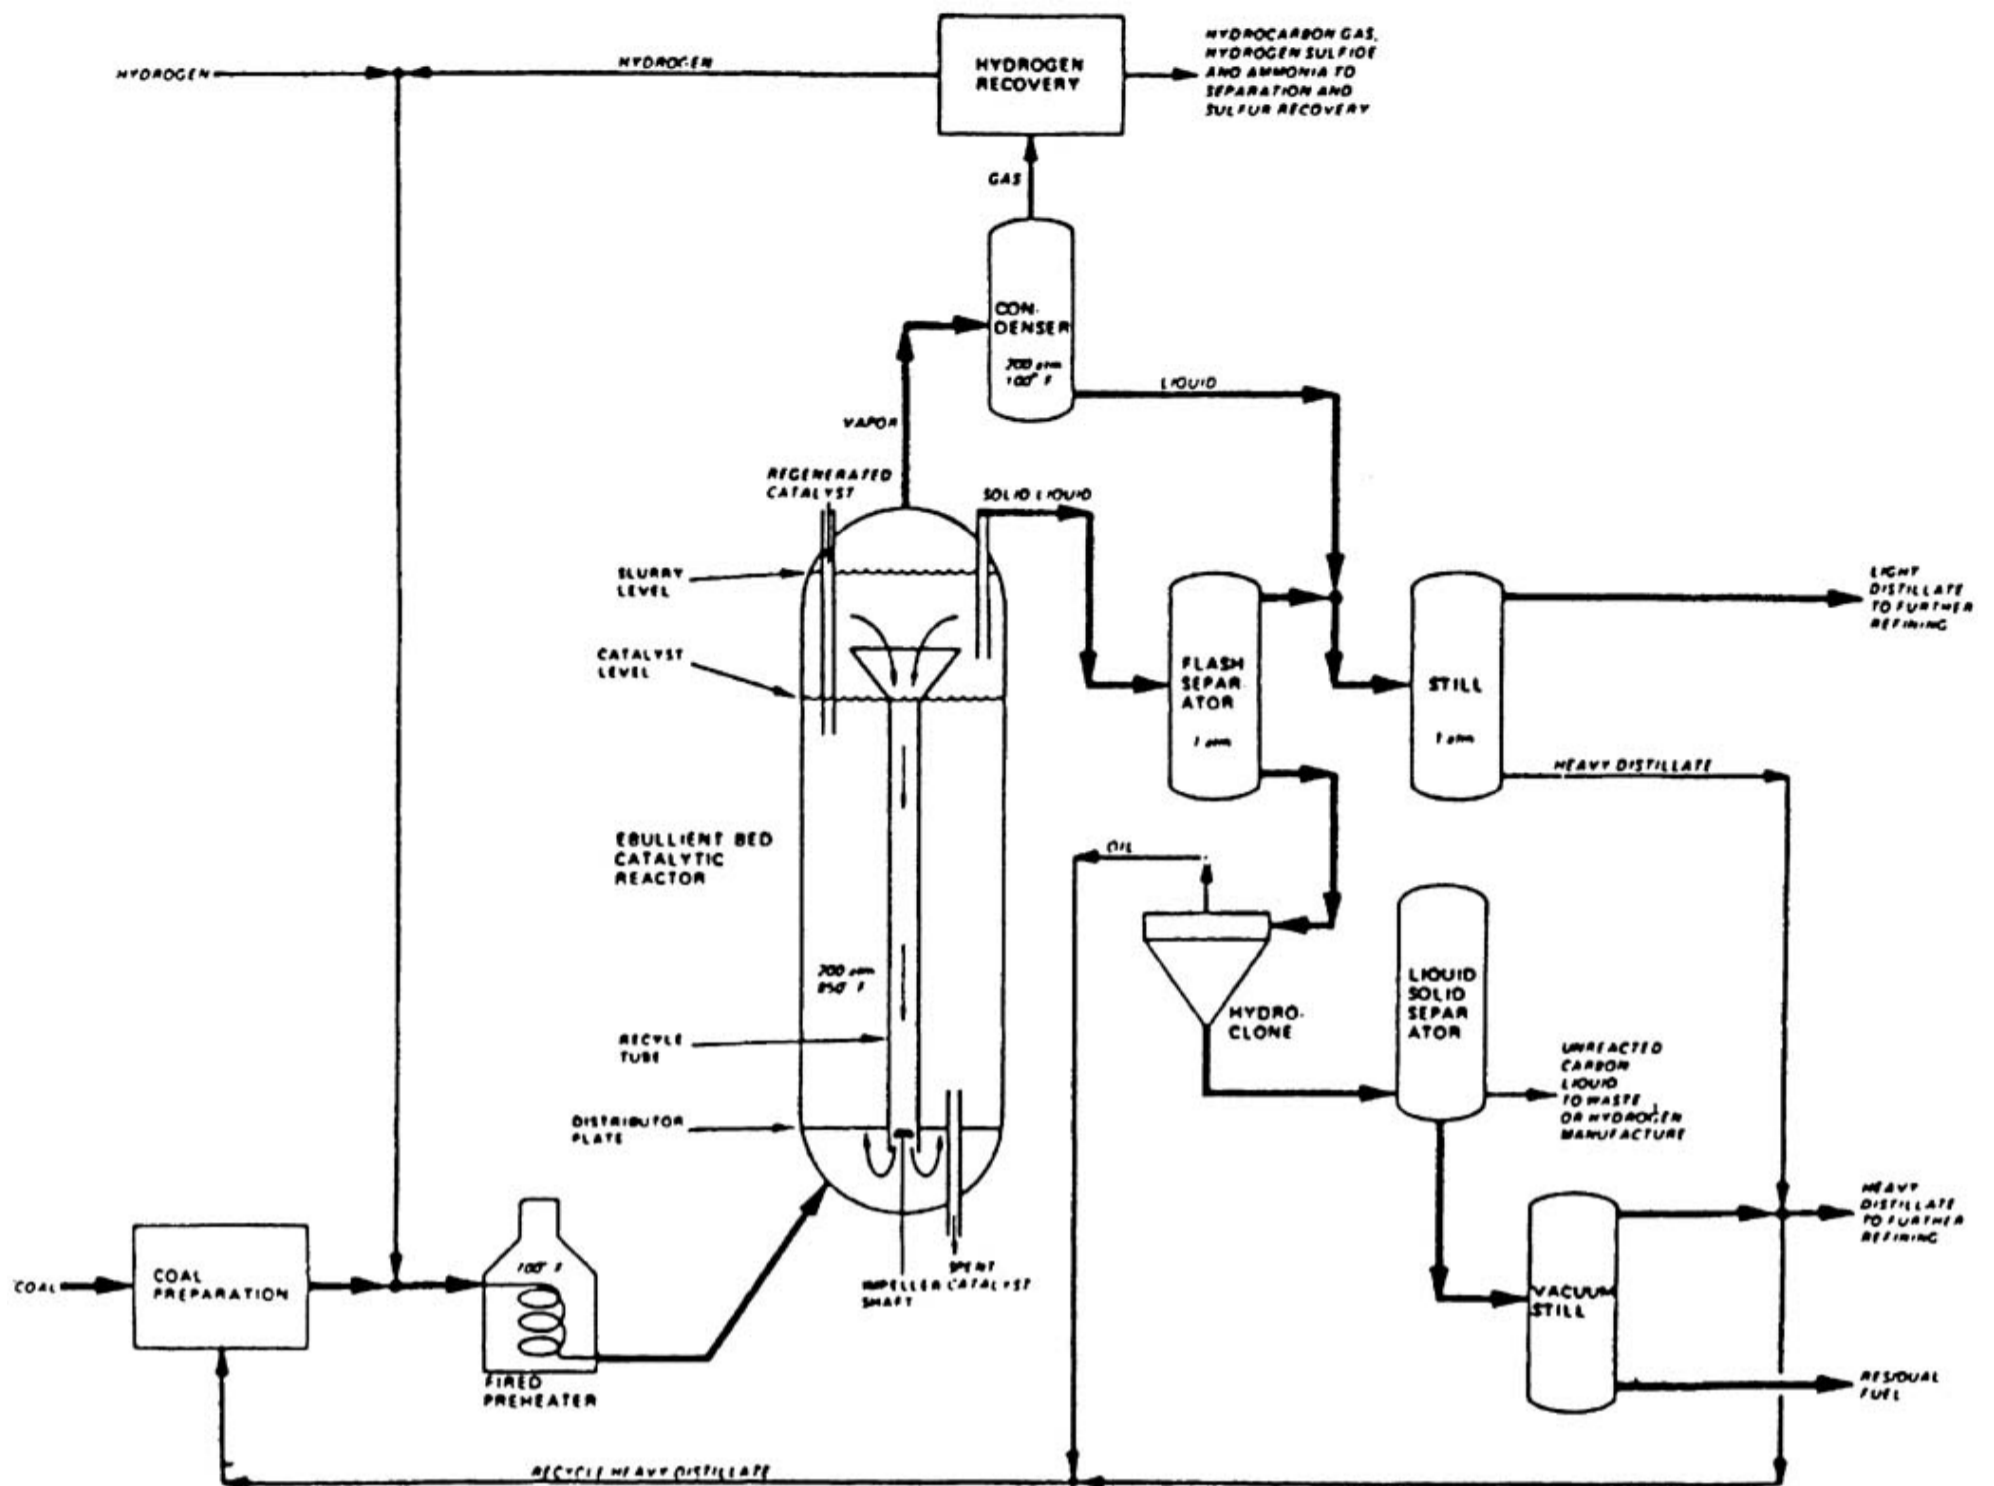 HYDROGEN
HYDROGEN
HYDROGEN
RECOVERY
HYDROCARBON GAS,
HYDROGEN SULFIDE
AND AMMONIA TO
SEPARATION AND
SULFUR RECOVERY
GAS
CON-
DENSER
200 atm
100° F
LIQUID
VAPOR
REGENERATED
CATALYST
SOLID LIQUID
SLURRY
LEVEL
CATALYST
LEVEL
FLASH
SEPAR-
ATOR
1 atm
STILL
1 atm
LIGHT
DISTILLATE
TO FURTHER
REFINING
HEAVY DISTILLATE
EBULLIENT BED
CATALYTIC
REACTOR
OIL
200 atm
850° F
HYDRO-
CLONE
LIQUID
SOLID
SEPAR
ATOR
RECYLE
TUBE
UNREACTED
CARBON
LIQUID
TO WASTE
OR HYDROGEN
MANUFACTURE
DISTRIBUTOR
PLATE
HEAVY
DISTILLATE
TO FURTHER
REFINING
COAL
COAL
PREPARATION
100° F
FIRED
PREHEATER
IMPELLER
SHAFT
SPENT
CATALYST
VACUUM
STILL
RESIDUAL
FUEL
RECYCLE HEAVY DISTILLATE